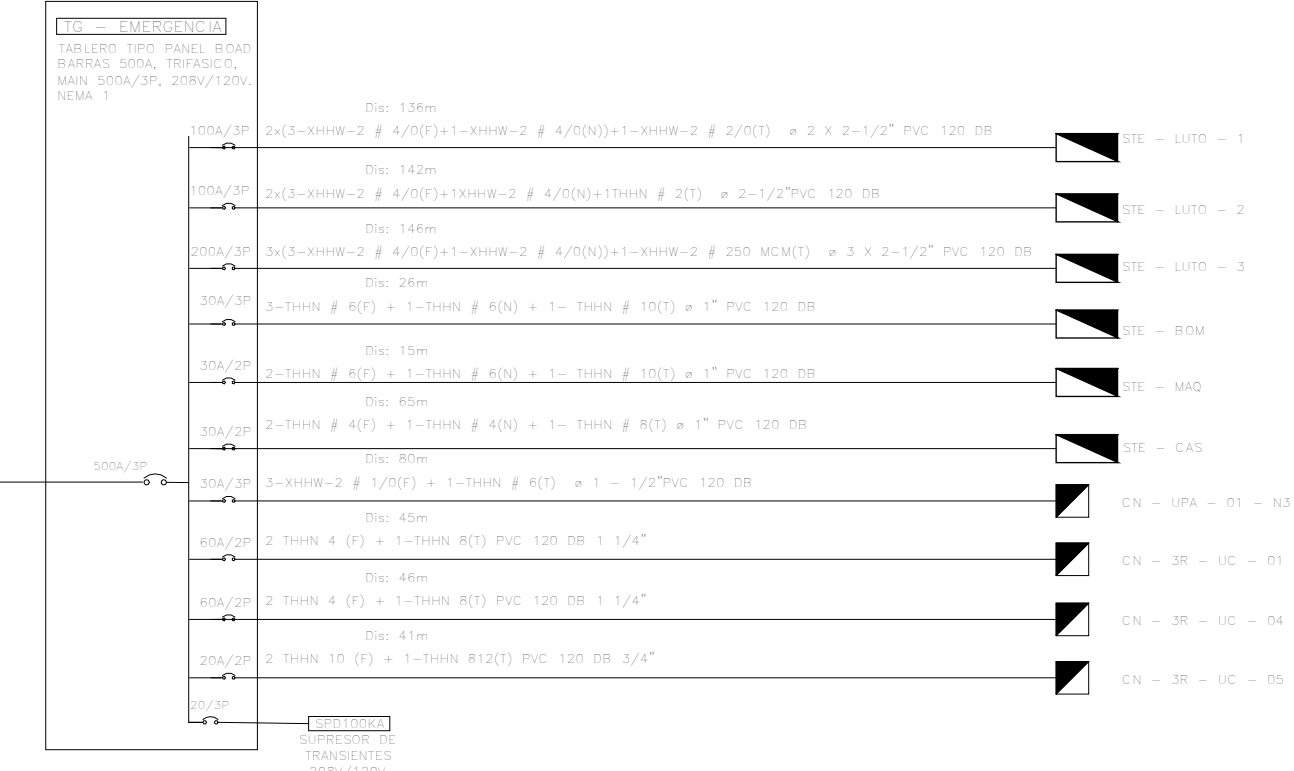 TG – EMERGENCIA
TABLERO TIPO PANEL BOAD
BARRAS 500A, TRIFASICO,
MAIN 500A/3P, 208V/120V.
NEMA 1
Dis: 136m
100A/3P 2x(3-XHHW-2 # 4/0(F)+1-XHHW-2 # 4/0(N))+1-XHHW-2 # 2/0(T) ø 2 X 2-1/2" PVC 120 DB
STE – LUTO – 1
Dis: 142m
100A/3P 2x(3-XHHW-2 # 4/0(F)+1XHHW-2 # 4/0(N)+1THHN # 2(T) ø 2-1/2"PVC 120 DB
STE – LUTO – 2
Dis: 146m
200A/3P 3x(3-XHHW-2 # 4/0(F)+1-XHHW-2 # 4/0(N))+1-XHHW-2 # 250 MCM(T) ø 3 X 2-1/2" PVC 120 DB
STE – LUTO – 3
Dis: 26m
30A/3P 3-THHN # 6(F) + 1-THHN # 6(N) + 1- THHN # 10(T) ø 1" PVC 120 DB
STE – BOM
Dis: 15m
30A/2P 2-THHN # 6(F) + 1-THHN # 6(N) + 1- THHN # 10(T) ø 1" PVC 120 DB
STE – MAQ
Dis: 65m
30A/2P 2-THHN # 4(F) + 1-THHN # 4(N) + 1- THHN # 8(T) ø 1" PVC 120 DB
STE – CAS
Dis: 80m
500A/3P
30A/3P 3-XHHW-2 # 1/0(F) + 1-THHN # 6(T) ø 1 - 1/2"PVC 120 DB
CN – UPA – 01 – N3
Dis: 45m
60A/2P 2 THHN 4 (F) + 1-THHN 8(T) PVC 120 DB 1 1/4"
CN – 3R – UC – 01
Dis: 46m
60A/2P 2 THHN 4 (F) + 1-THHN 8(T) PVC 120 DB 1 1/4"
CN – 3R – UC – 04
Dis: 41m
20A/2P 2 THHN 10 (F) + 1-THHN 812(T) PVC 120 DB 3/4"
CN – 3R – UC – 05
20/3P
SPD100KA
SUPRESOR DE
TRANSIENTES
208V/120V